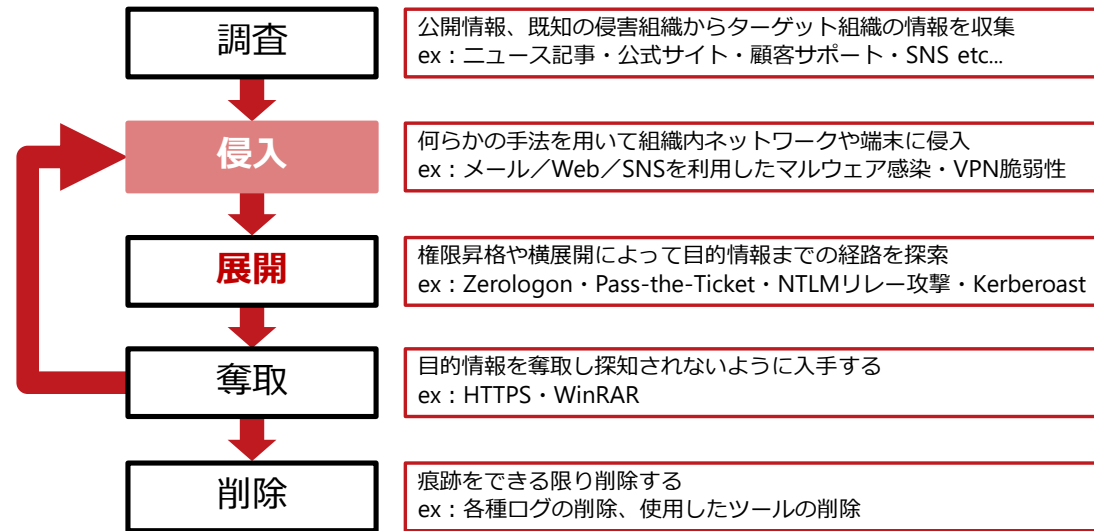 調査
公開情報、既知の侵害組織からターゲット組織の情報を収集
ex：ニュース記事・公式サイト・顧客サポート・SNS etc...
侵入
何らかの手法を用いて組織内ネットワークや端末に侵入
ex：メール／Web／SNSを利用したマルウェア感染・VPN脆弱性
展開
権限昇格や横展開によって目的情報までの経路を探索
ex：Zerologon・Pass-the-Ticket・NTLMリレー攻撃・Kerberoast
奪取
目的情報を奪取し探知されないように入手する
ex：HTTPS・WinRAR
削除
痕跡をできる限り削除する
ex：各種ログの削除、使用したツールの削除